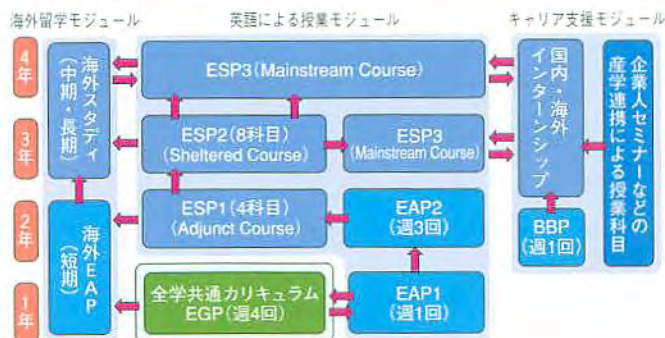 海外留学モジュール
英語による授業モジュール
キャリア支援モジュール
4年
3年
2年
1年
海外スタディ
(中期・長期)
海外EAP
(短期)
ESP3(Mainstream Course)
ESP2(8科目)
(Sheltered Course)
ESP3
(Mainstream Course)
ESP1(4科目)
(Adjunct Course)
EAP2
(週3回)
全学共通カリキュラム
EGP(週4回)
EAP1
(週1回)
国内・海外
インターンシップ
BBP
(週1回)
企業人セミナーなどの
産学連携による授業科目